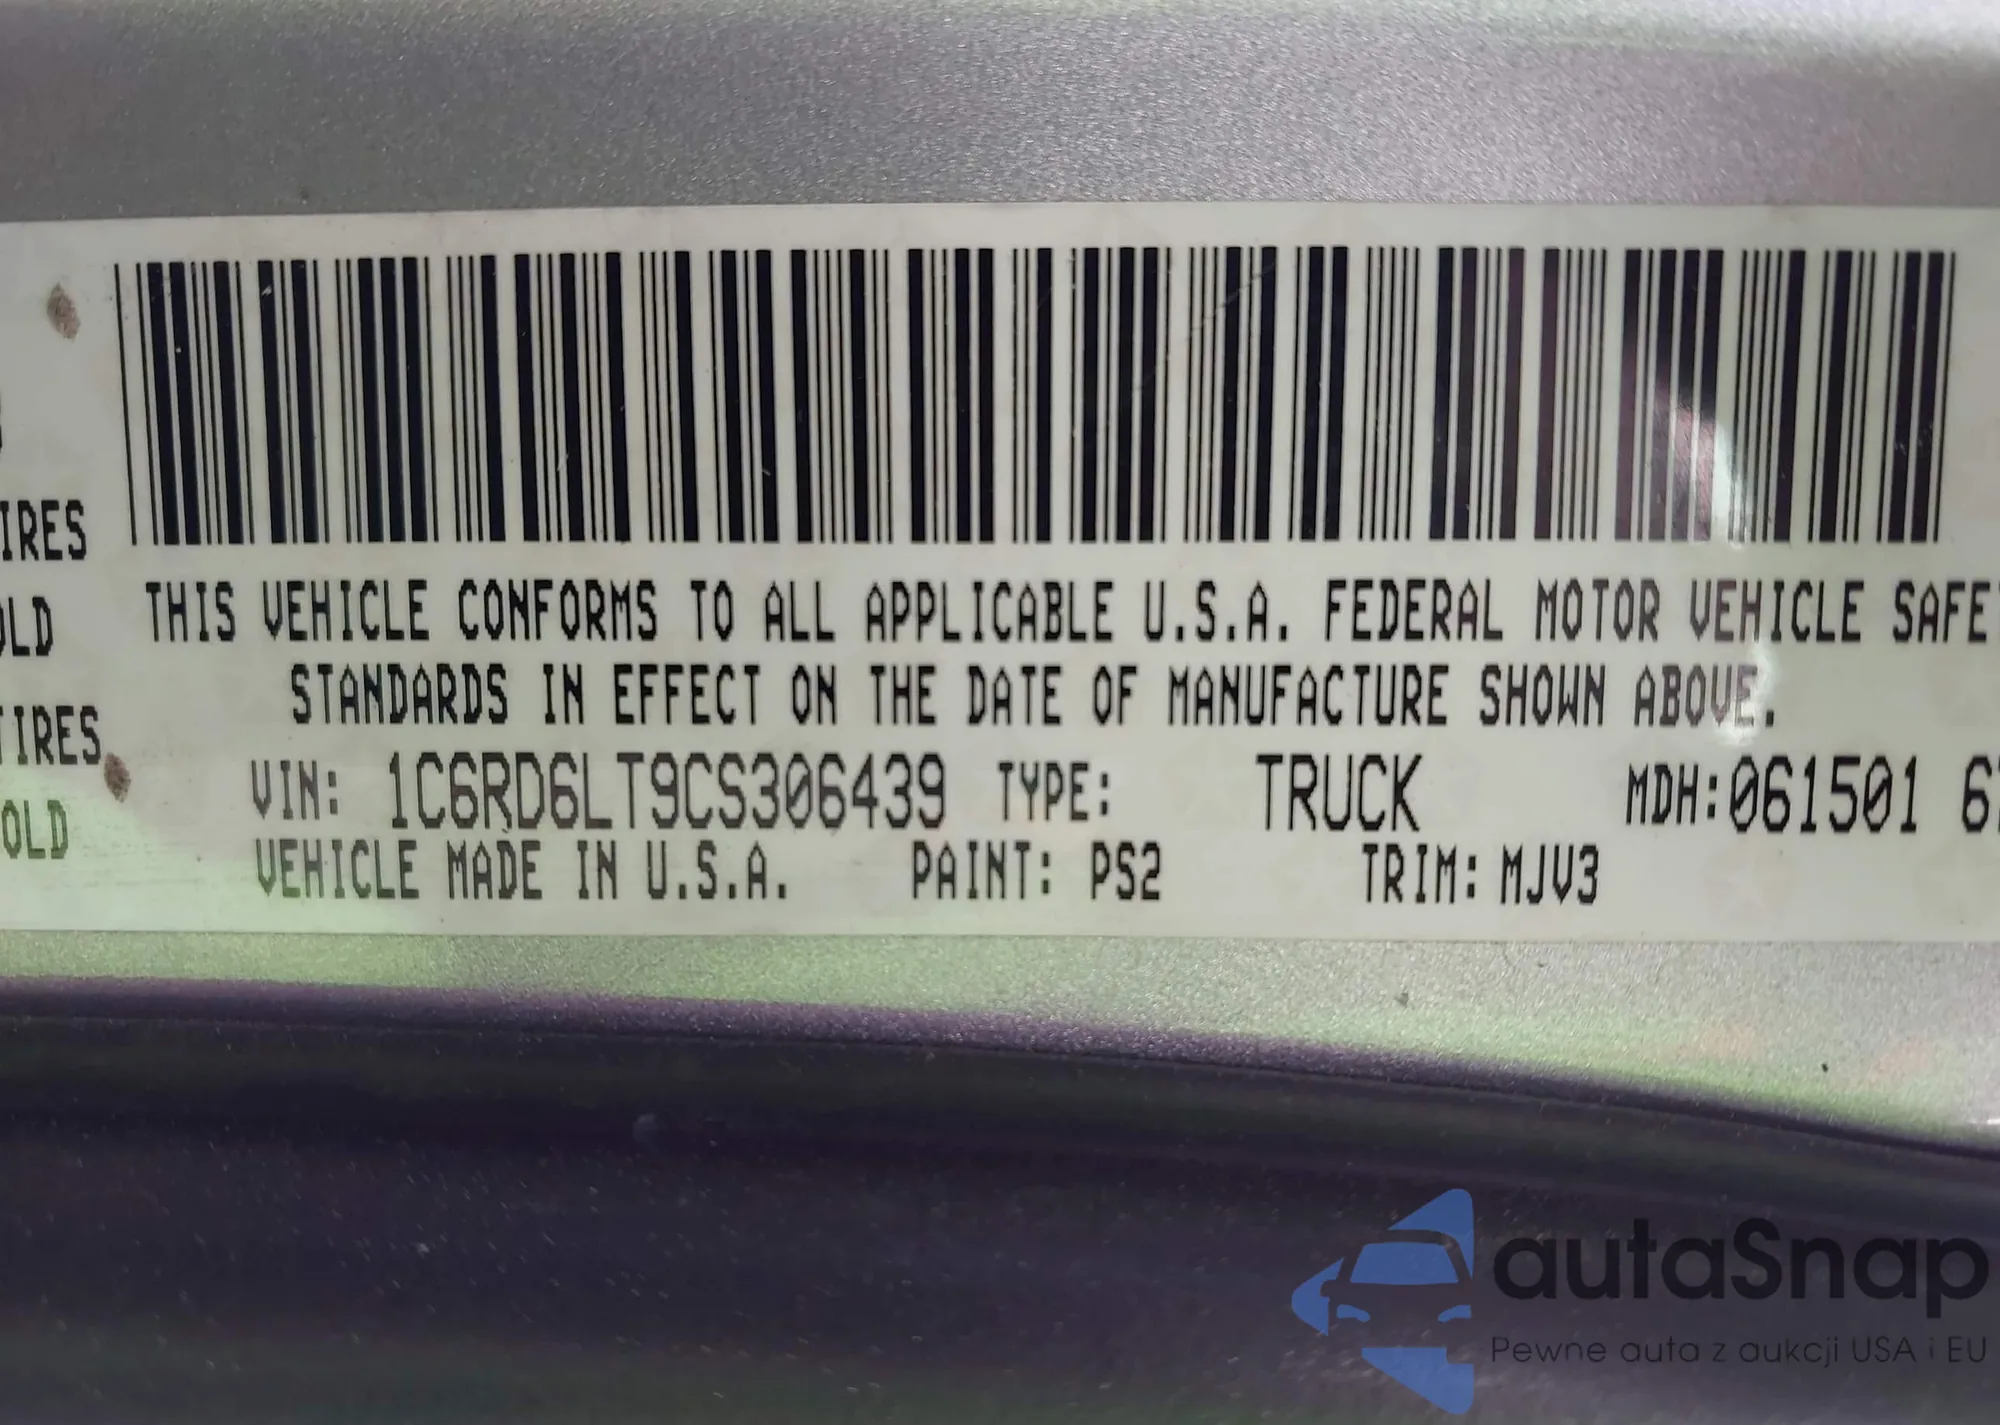 IRES
OLD
TIRES
OLD
THIS VEHICLE CONFORMS TO ALL APPLICABLE U.S.A. FEDERAL MOTOR VEHICLE SAFE
STANDARDS IN EFFECT ON THE DATE OF MANUFACTURE SHOWN ABOVE.
VIN: 1C6RD6LT9CS306439 TYPE: TRUCK MDH:061501 6
VEHICLE MADE IN U.S.A. PAINT: PS2 TRIM: MJV3
autaSnap
Pewne auta z aukcji USA i EU